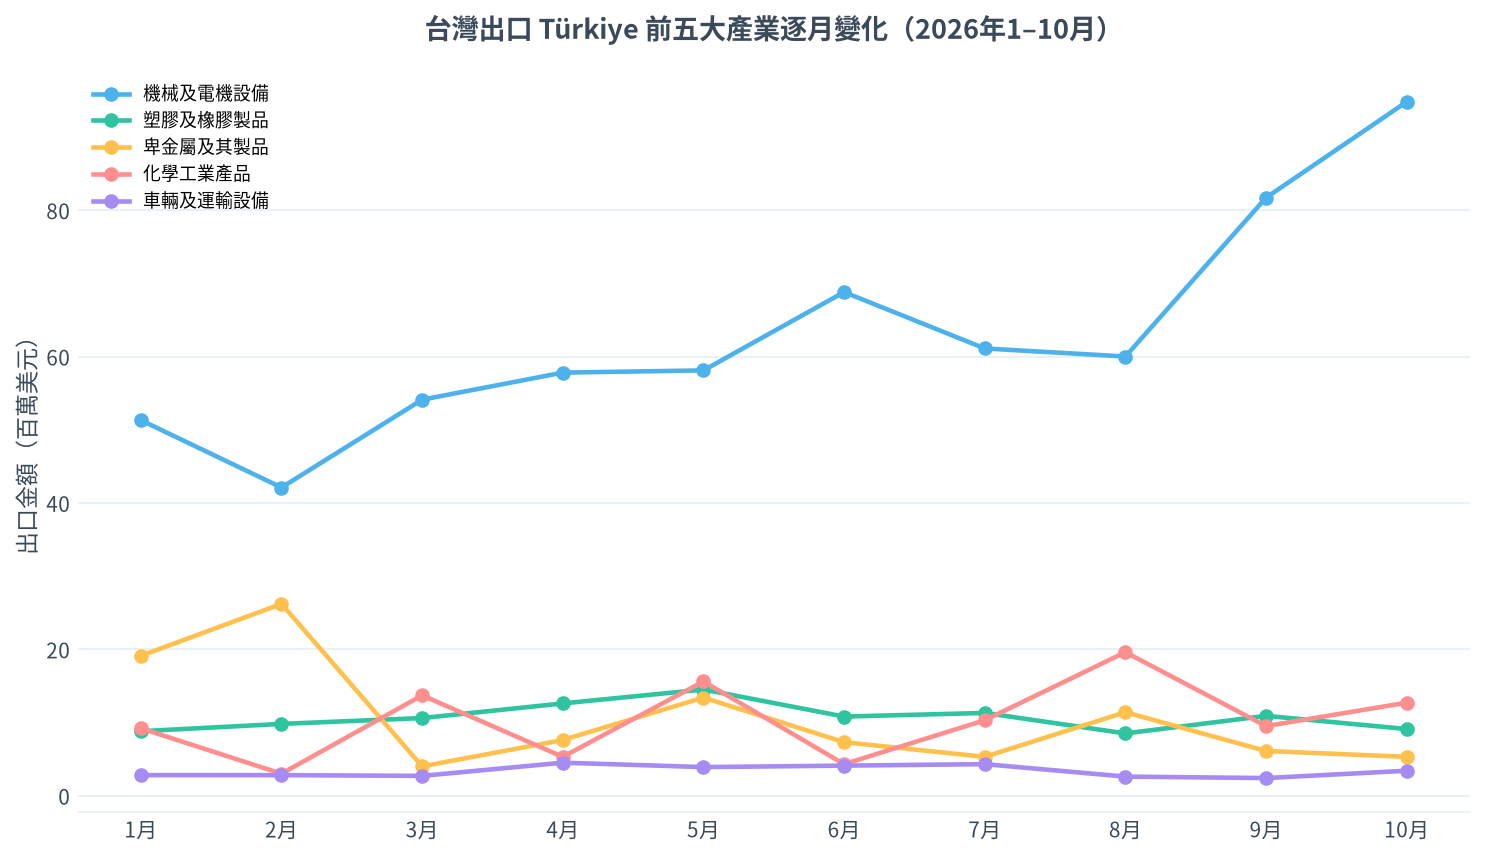 台灣出口 Türkiye 前五大產業逐月變化（2026年1–10月）
機械及電機設備
塑膠及橡膠製品
卑金屬及其製品
化學工業產品
車輛及運輸設備
出口金額（百萬美元）
80
60
40
20
0
1月 2月 3月 4月 5月 6月 7月 8月 9月 10月